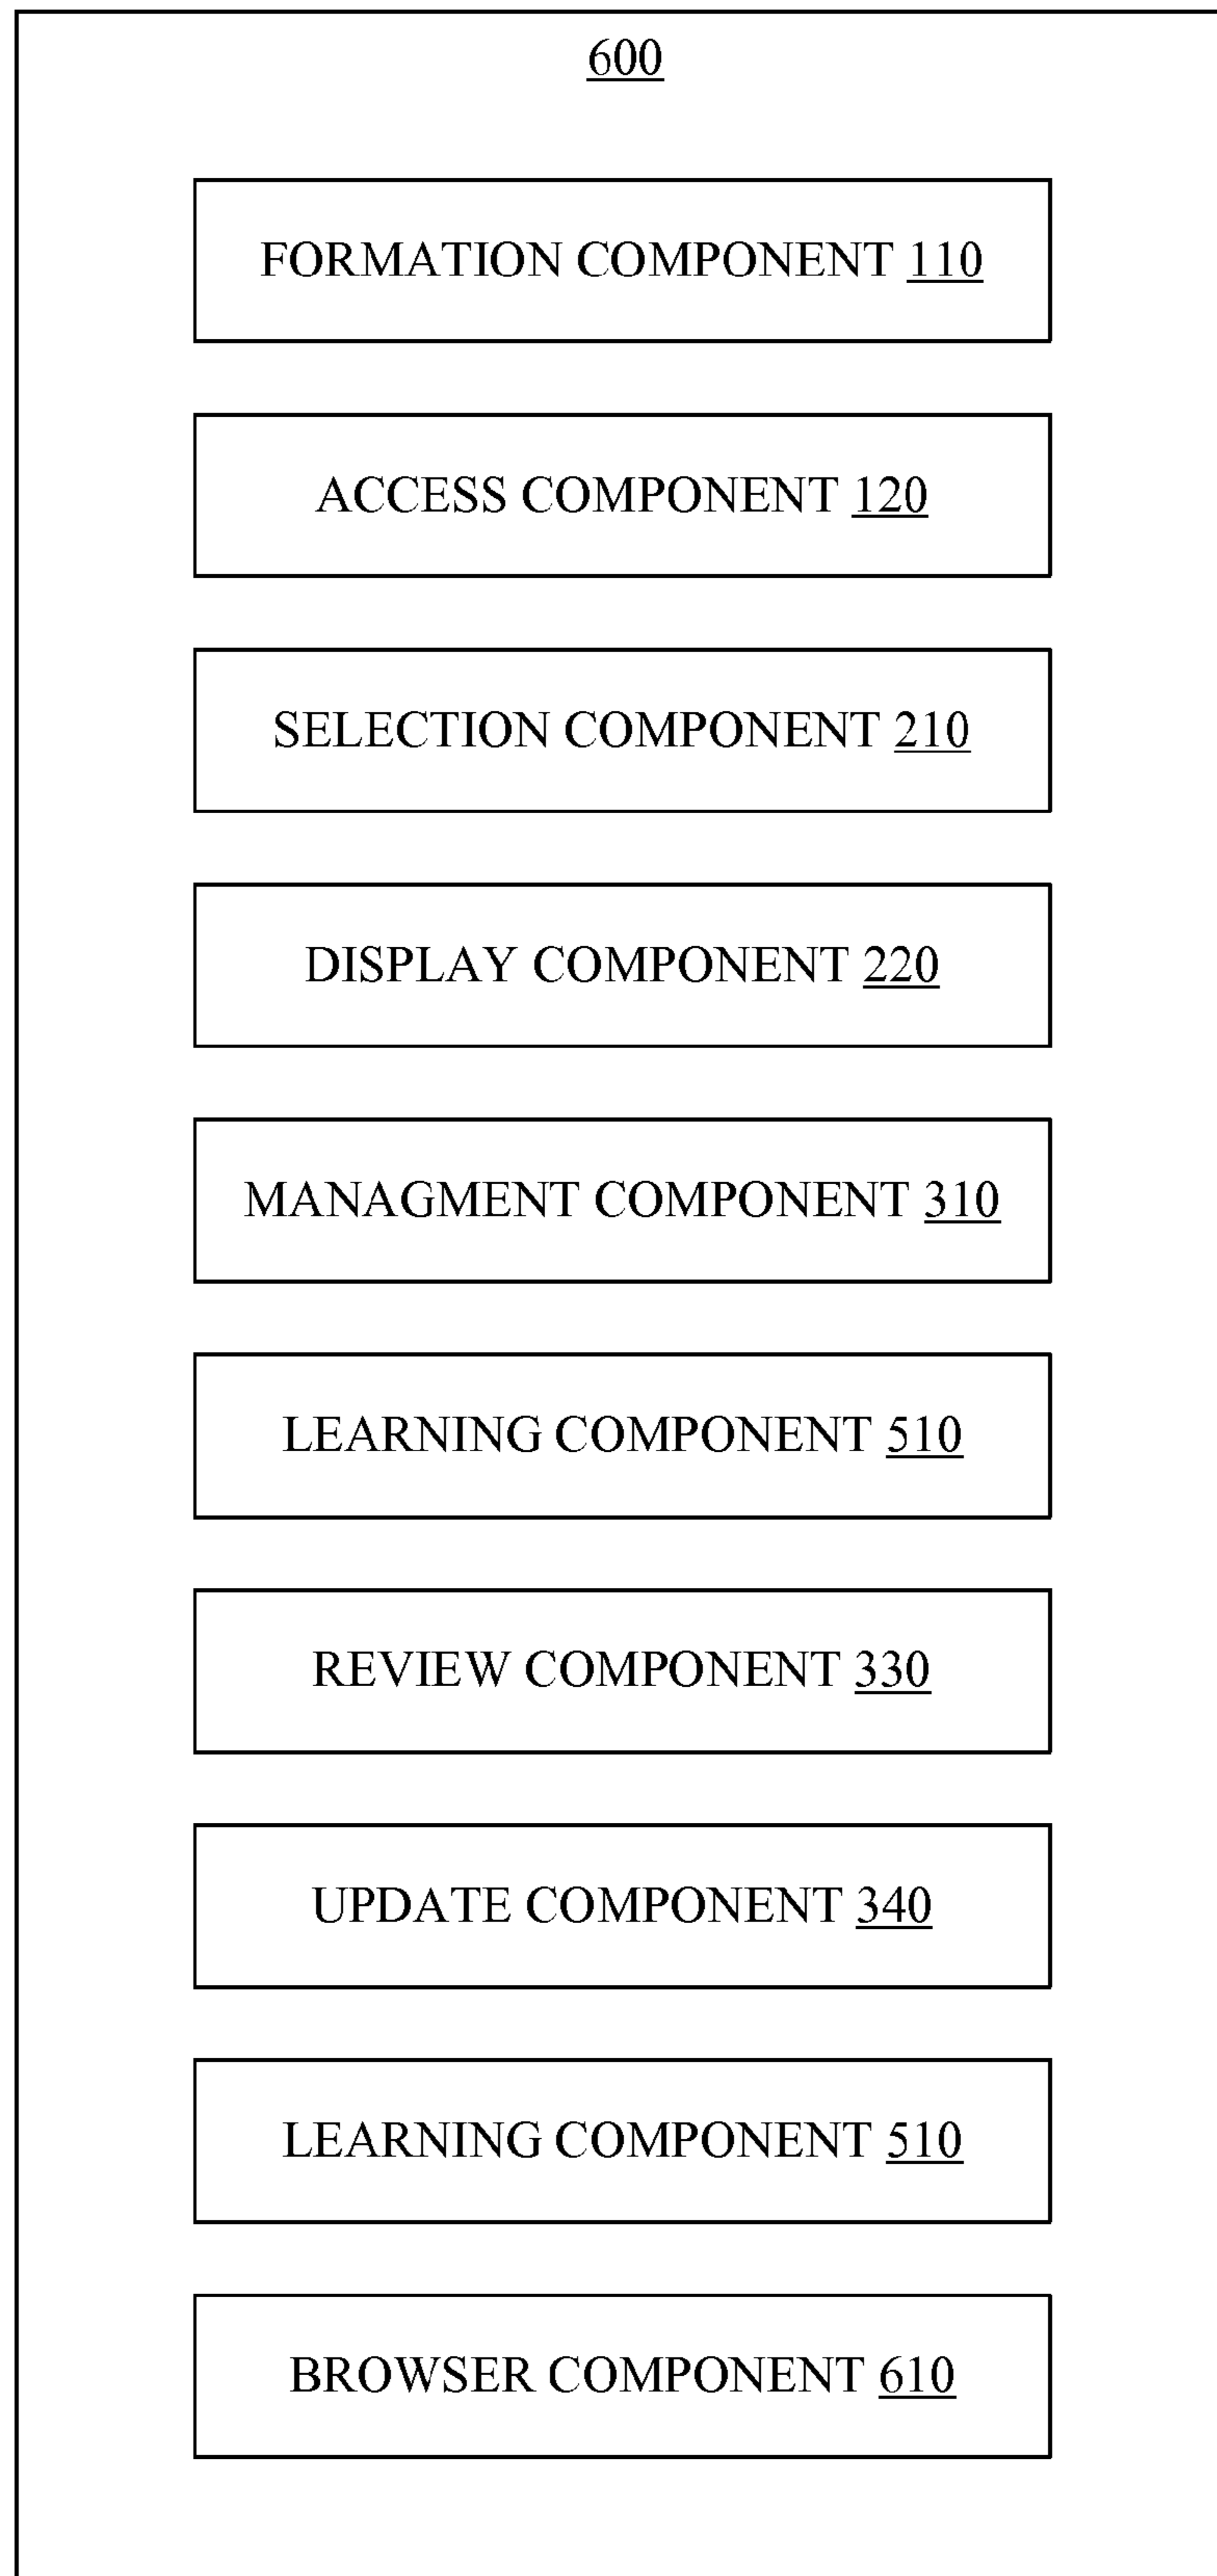 600
FORMATION COMPONENT 110
ACCESS COMPONENT 120
SELECTION COMPONENT 210
DISPLAY COMPONENT 220
MANAGMENT COMPONENT 310
LEARNING COMPONENT 510
REVIEW COMPONENT 330
UPDATE COMPONENT 340
LEARNING COMPONENT 510
BROWSER COMPONENT 610